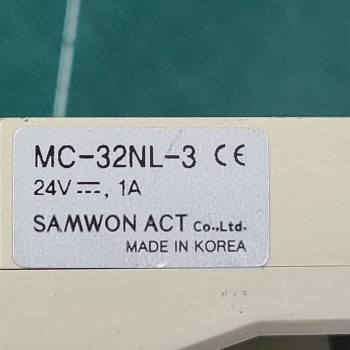 MC-32NL-3 CE
24V⎓, 1A
SAMWON ACT Co.,Ltd.
MADE IN KOREA